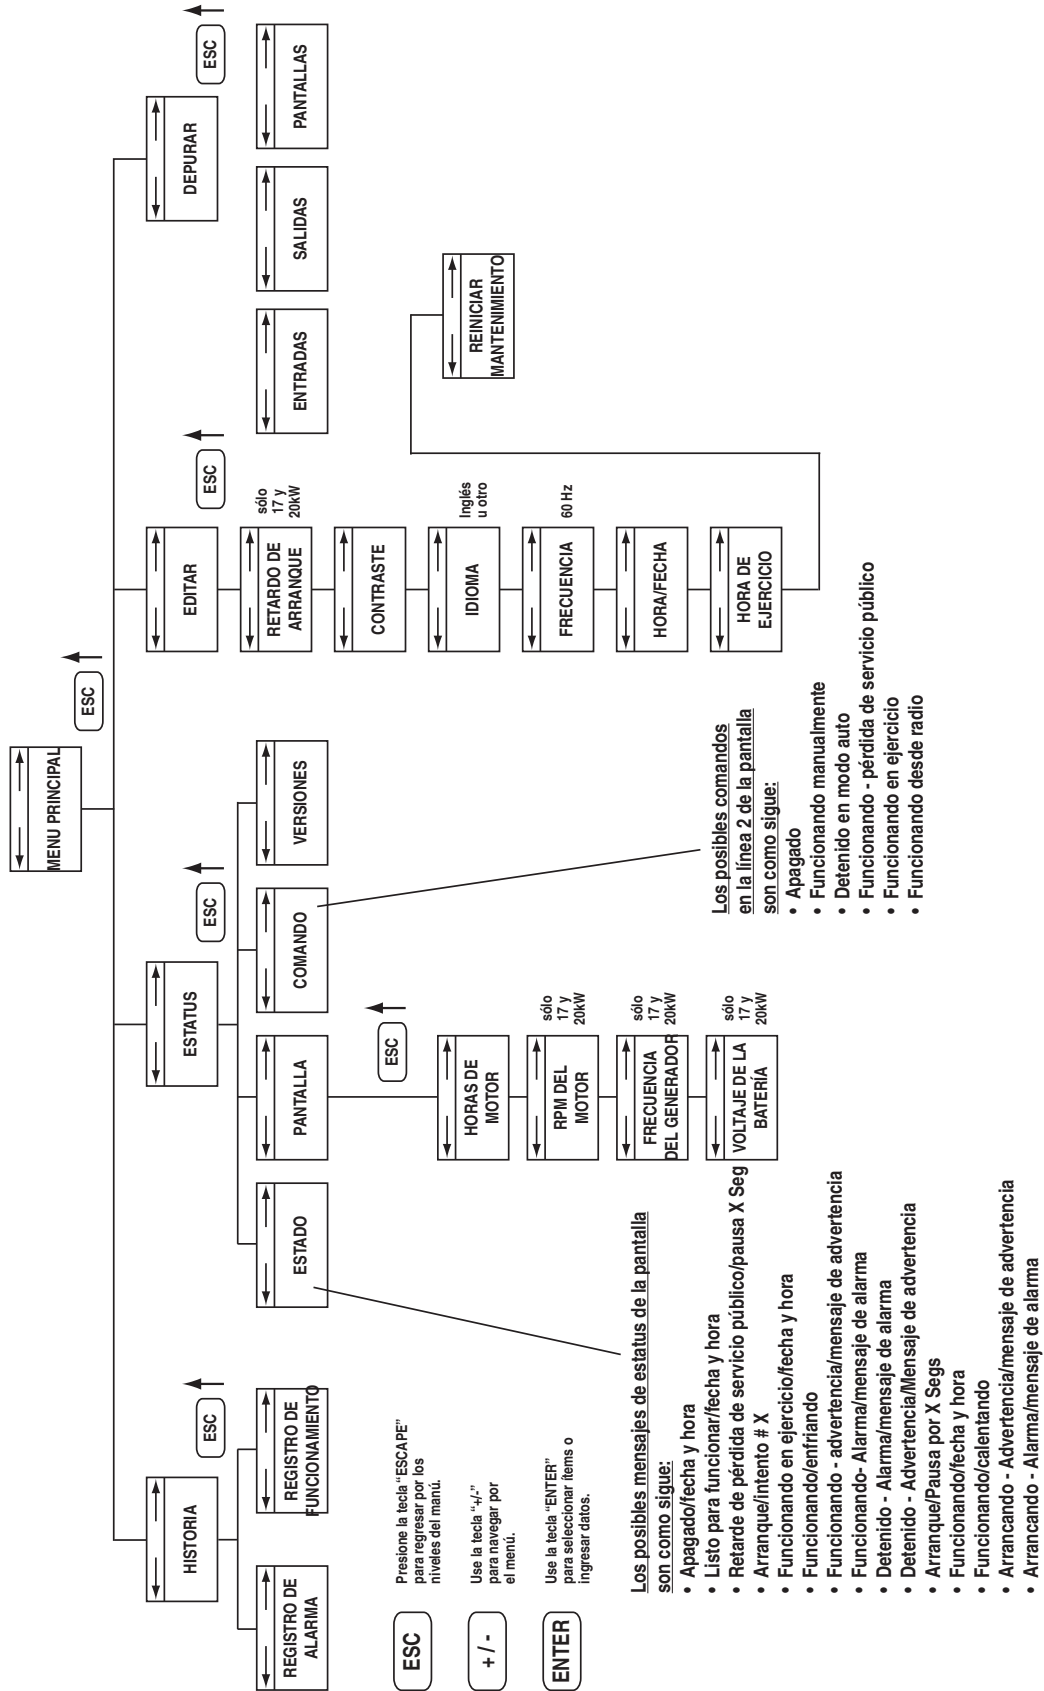 MENU PRINCIPAL
ESC
HISTORIA
ESTATUS
EDITAR
DEPURAR
ESC
ESC
ESC
ESC
REGISTRO DE
ALARMA
REGISTRO DE
FUNCIONAMIENTO
ESTADO
PANTALLA
COMANDO
VERSIONES
RETARDO DE
ARRANQUE
sólo
17 y
20kW
ENTRADAS
SALIDAS
PANTALLAS
CONTRASTE
IDIOMA
Inglés
u otro
FRECUENCIA
60 Hz
HORA/FECHA
HORA DE
EJERCICIO
REINICIAR
MANTENIMIENTO
ESC
HORAS DE
MOTOR
RPM DEL
MOTOR
sólo
17 y
20kW
FRECUENCIA
DEL GENERADOR
sólo
17 y
20kW
VOLTAJE DE LA
BATERÍA
sólo
17 y
20kW
ESC
Presione la tecla “ESCAPE”
para regresar por los
niveles del manú.
+ / -
Use la tecla “+/-”
para navegar por
el menú.
ENTER
Use la tecla “ENTER”
para seleccionar ítems o
ingresar datos.
Los posibles mensajes de estatus de la pantalla
son como sigue:
• Apagado/fecha y hora
• Listo para funcionar/fecha y hora
• Retarde de pérdida de servicio público/pausa X Seg
• Arranque/intento # X
• Funcionando en ejercicio/fecha y hora
• Funcionando/enfriando
• Funcionando - advertencia/mensaje de advertencia
• Funcionando- Alarma/mensaje de alarma
• Detenido - Alarma/mensaje de alarma
• Detenido - Advertencia/Mensaje de advertencia
• Arranque/Pausa por X Segs
• Funcionando/fecha y hora
• Funcionando/calentando
• Arrancando - Advertencia/mensaje de advertencia
• Arrancando - Alarma/mensaje de alarma
Los posibles comandos
en la línea 2 de la pantalla
son como sigue:
• Apagado
• Funcionando manualmente
• Detenido en modo auto
• Funcionando - pérdida de servicio público
• Funcionando en ejercicio
• Funcionando desde radio